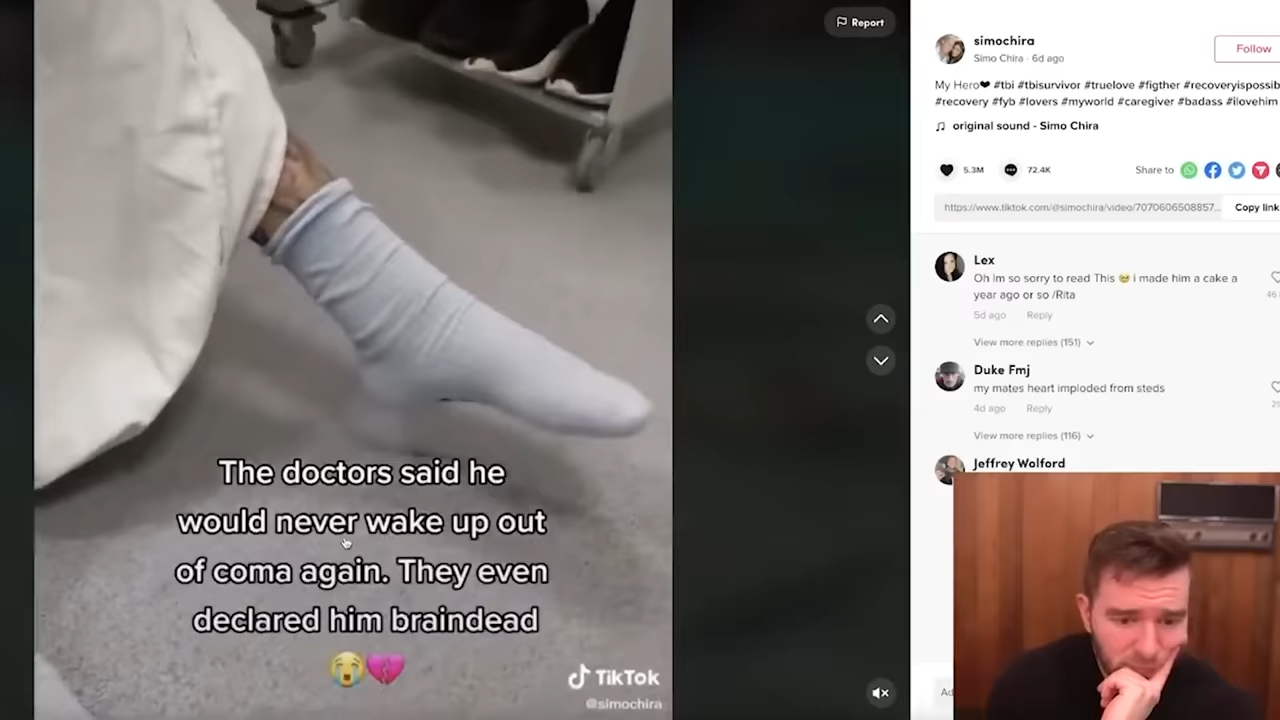 The doctors said he
would never wake up out
of coma again. They even
declared him braindead
😭💔
TikTok
@simochira
Report
simochira
Simo Chira · 6d ago
Follow
My Hero❤ #tbi #tbisurvivor #truelove #figther #recoveryispossib
#recovery #fyb #lovers #myworld #caregiver #badass #ilovehim
original sound - Simo Chira
5.3M
72.4K
Share to
https://www.tiktok.com/@simochira/video/7070606508857...
Copy link
Lex
Oh Im so sorry to read This 🥹 i made him a cake a
year ago or so /Rita
5d ago Reply
View more replies (151)
Duke Fmj
my mates heart imploded from steds
4d ago Reply
View more replies (116)
Jeffrey Wolford